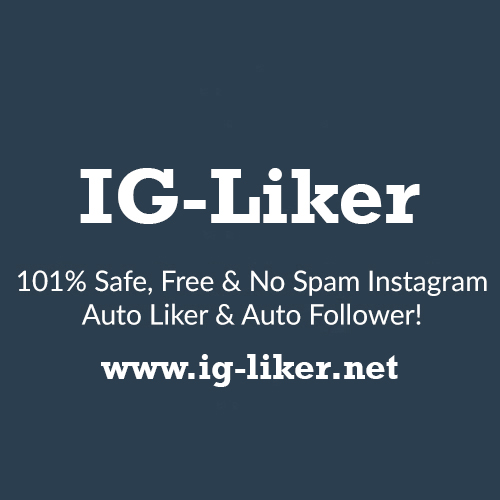 IG-Liker
101% Safe, Free & No Spam Instagram
Auto Liker & Auto Follower!
www.ig-liker.net